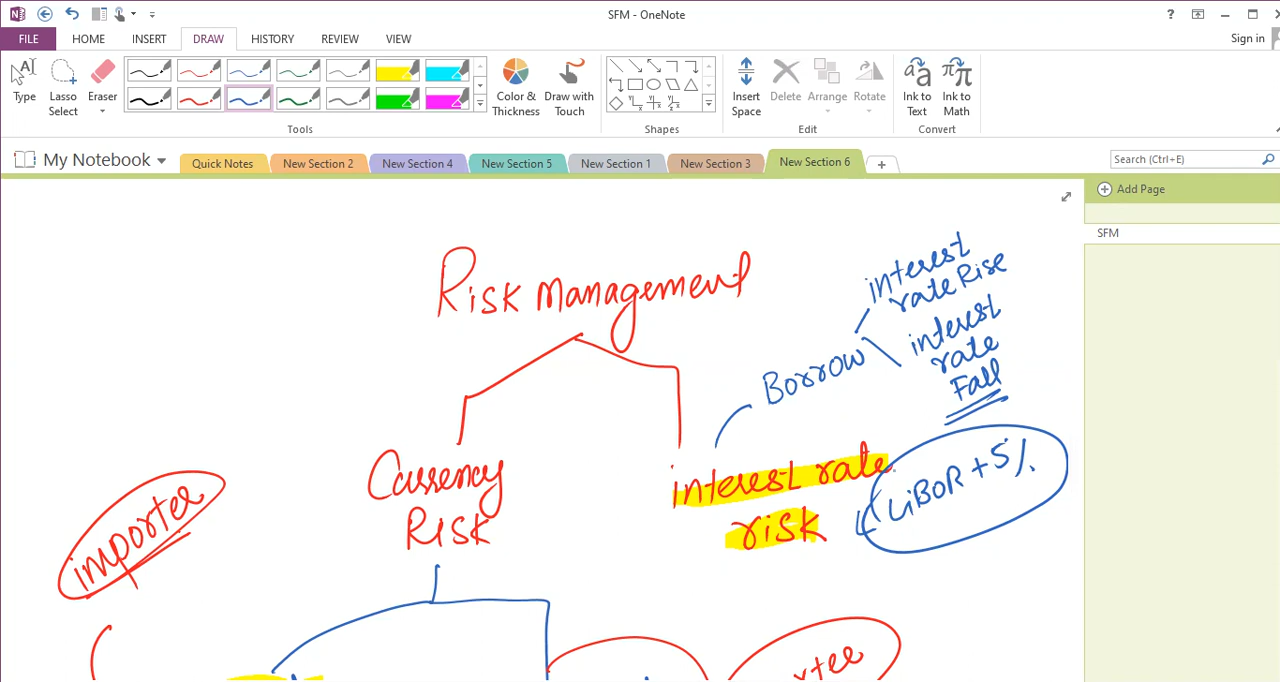 SFM - OneNote
?
Sign in
FILE
HOME
INSERT
DRAW
HISTORY
REVIEW
VIEW
Type
Lasso
Select
Eraser
Color &
Thickness
Draw with
Touch
Insert
Space
Delete
Arrange
Rotate
Ink to
Text
Ink to
Math
Tools
Shapes
Edit
Convert
My Notebook
Quick Notes
New Section 2
New Section 4
New Section 5
New Section 1
New Section 3
New Section 6
Search (Ctrl+E)
Add Page
SFM
Risk Management
Borrow
interest
rate Rise
interest
rate
Fall
Currency
Risk
interest rate
risk
LIBOR + 5%
importer